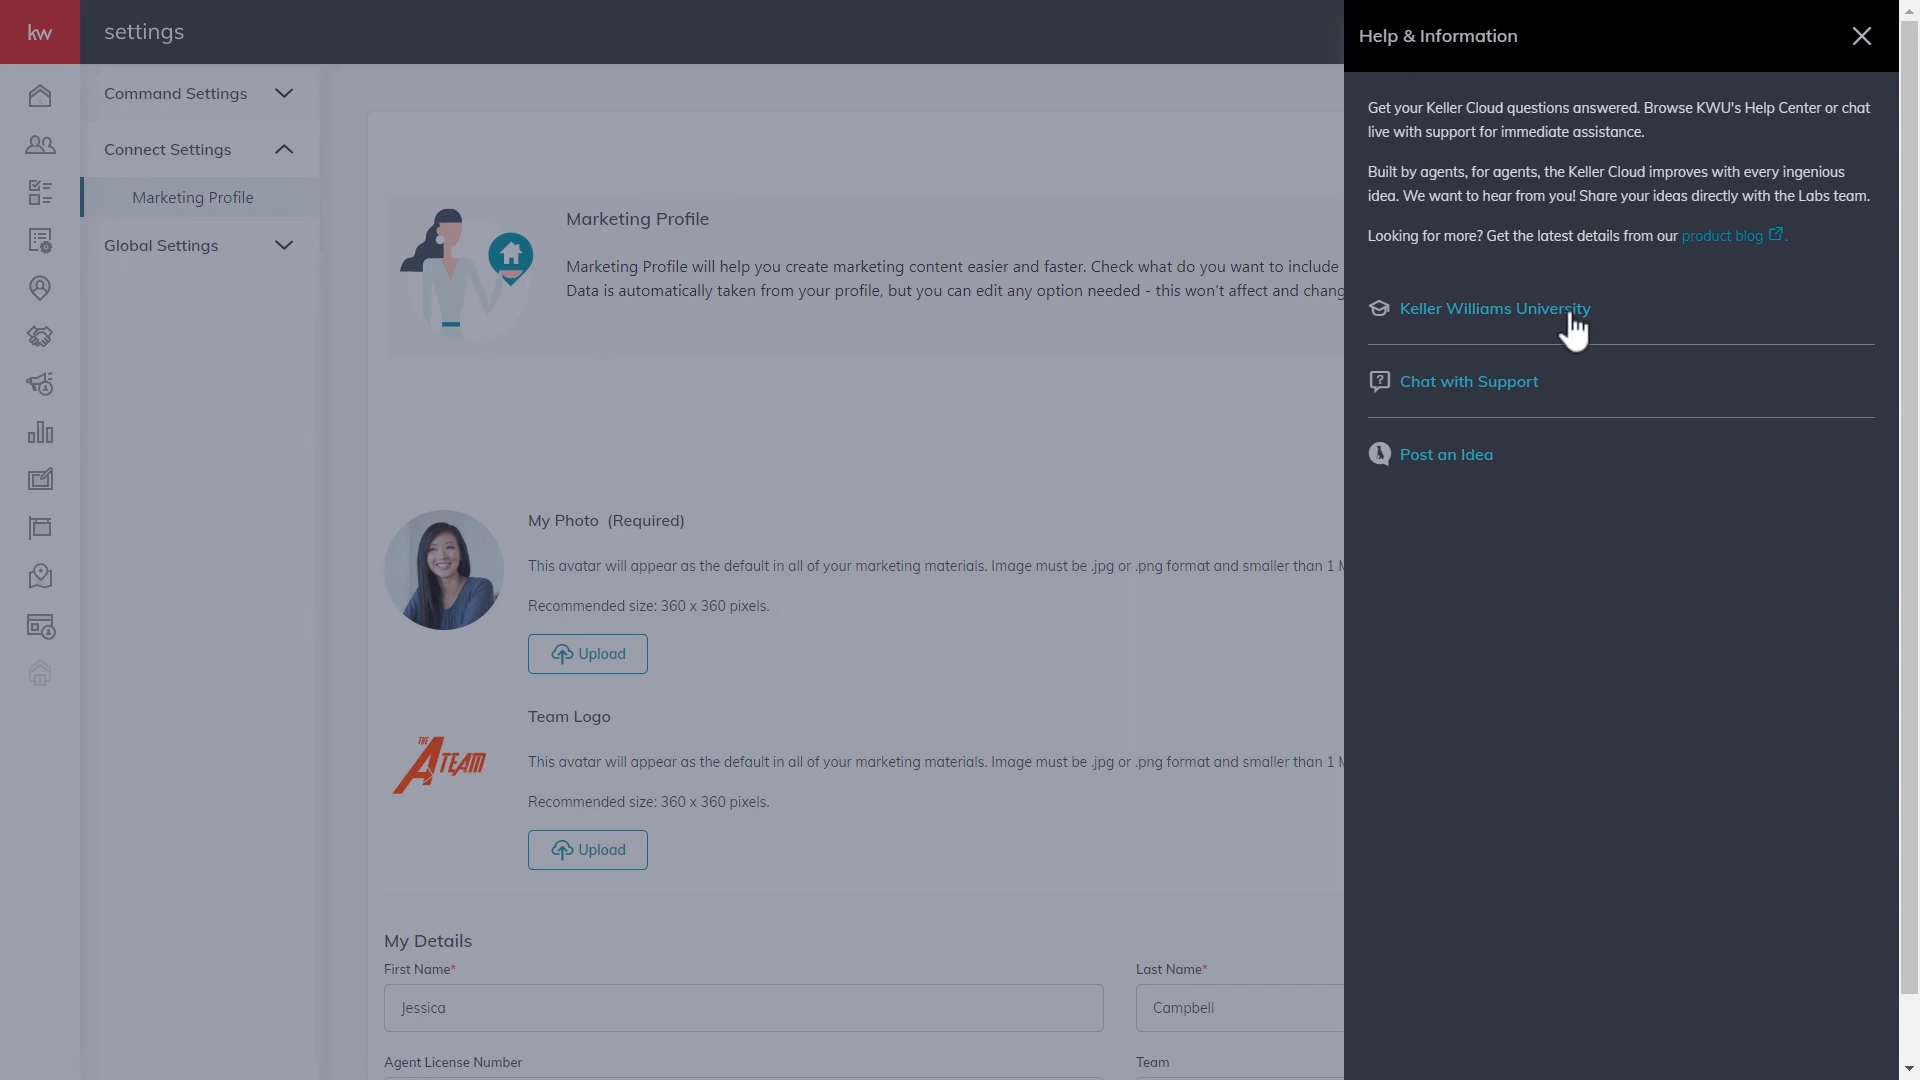 kw
settings
Command Settings
Connect Settings
Marketing Profile
Global Settings
Marketing Profile
Marketing Profile will help you create marketing content easier and faster. Check what do you want to include
Data is automatically taken from your profile, but you can edit any option needed - this won't affect and chang
My Photo (Required)
This avatar will appear as the default in all of your marketing materials. Image must be .jpg or .png format and smaller than 1 M
Recommended size: 360 x 360 pixels.
Upload
THE A TEAM
Team Logo
This avatar will appear as the default in all of your marketing materials. Image must be .jpg or .png format and smaller than 1 M
Recommended size: 360 x 360 pixels.
Upload
My Details
First Name*
Last Name*
Jessica
Campbell
Agent License Number
Team
Help & Information
Get your Keller Cloud questions answered. Browse KWU's Help Center or chat
live with support for immediate assistance.
Built by agents, for agents, the Keller Cloud improves with every ingenious
idea. We want to hear from you! Share your ideas directly with the Labs team.
Looking for more? Get the latest details from our product blog.
Keller Williams University
Chat with Support
Post an Idea